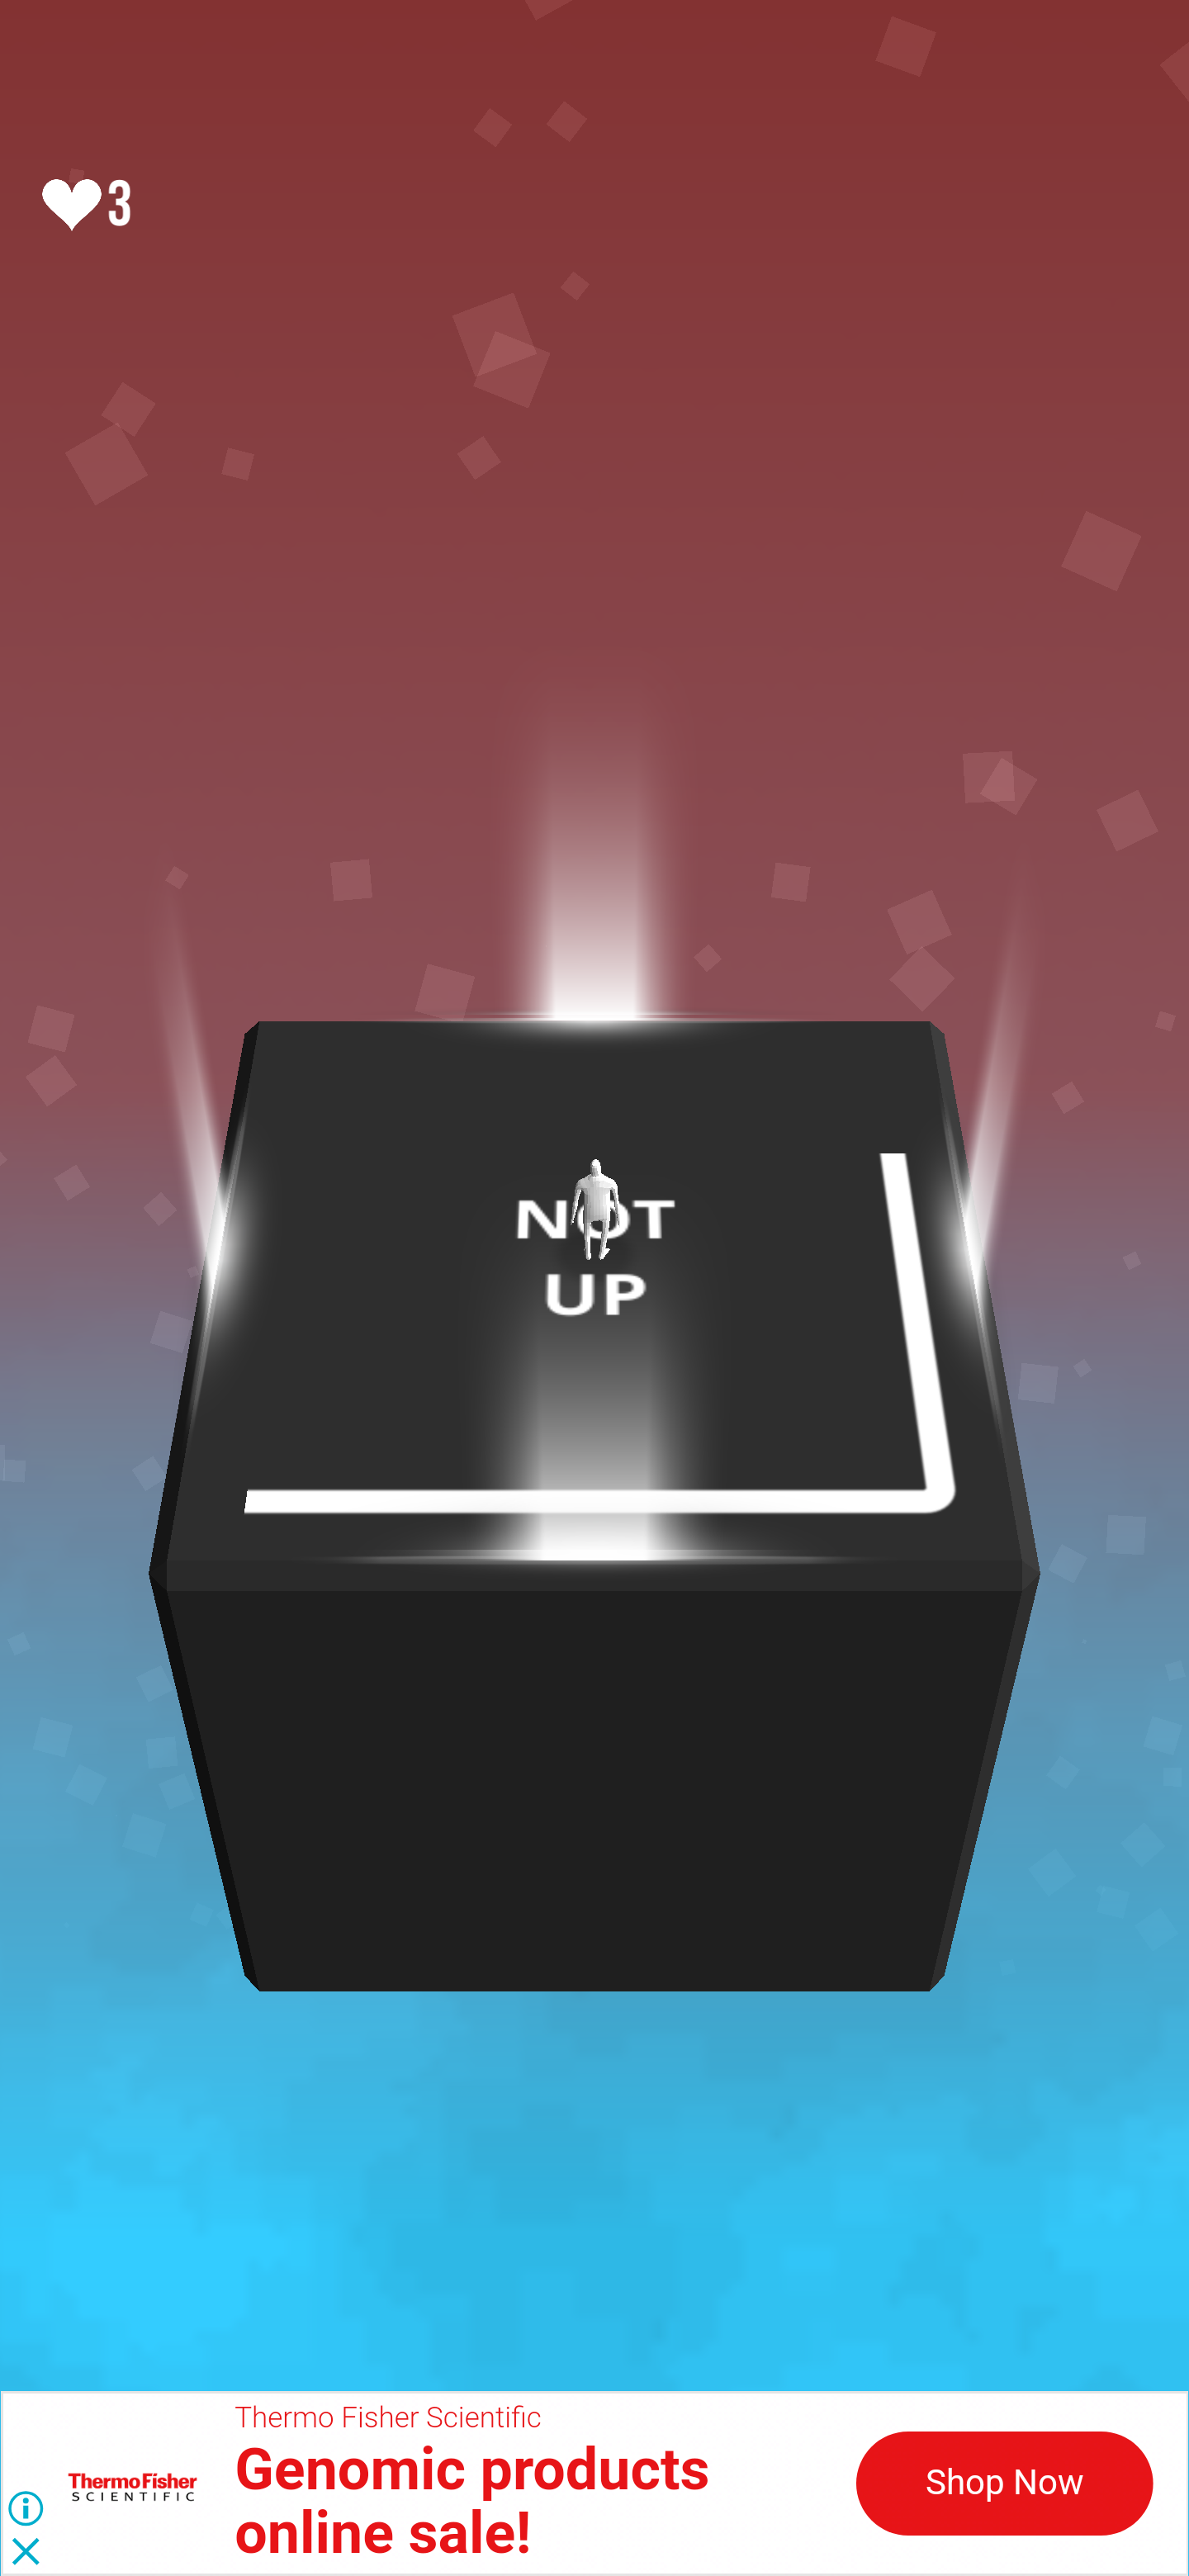 3
NOT
UP
Thermo Fisher Scientific
Genomic products
online sale!
ThermoFisher
SCIENTIFIC
Shop Now